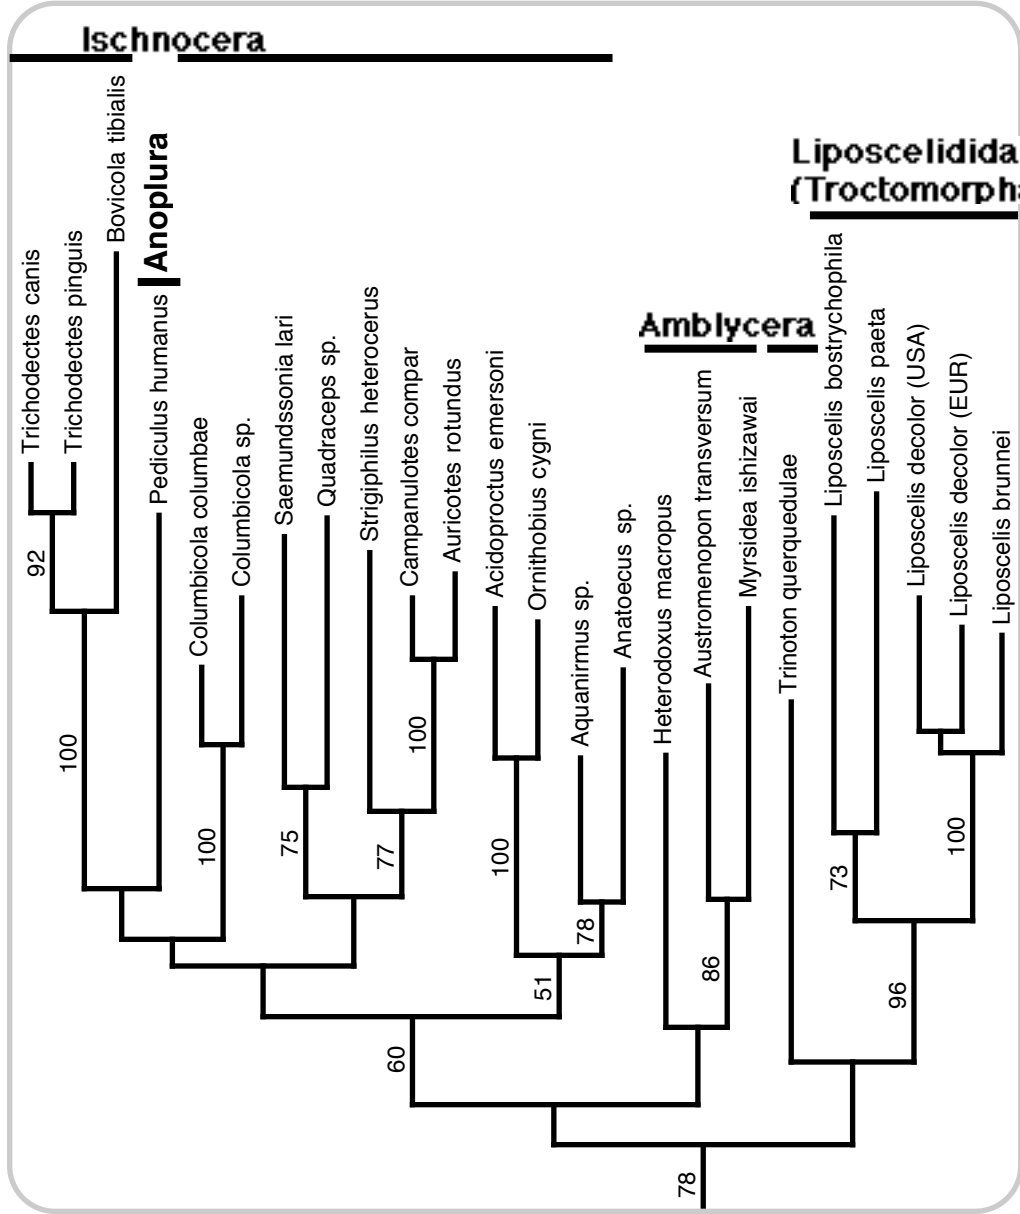 Ischnocera
Anoplura
Liposcelidida
(Troctomorpha
Amblycera
Trichodectes canis
Trichodectes pinguis
Bovicola tibialis
Pediculus humanus
Columbicola columbae
Columbicola sp.
Saemundssonia lari
Quadraceps sp.
Strigiphilus heterocerus
Campanulotes compar
Auricotes rotundus
Acidoproctus emersoni
Ornithobius cygni
Aquanirmus sp.
Anatoecus sp.
Heterodoxus macropus
Austromenopon transversum
Myrsidea ishizawai
Trinoton querquedulae
Liposcelis bostrychophila
Liposcelis paeta
Liposcelis decolor (USA)
Liposcelis decolor (EUR)
Liposcelis brunnei
92
100
100
75
77
100
100
78
51
60
86
73
100
96
78